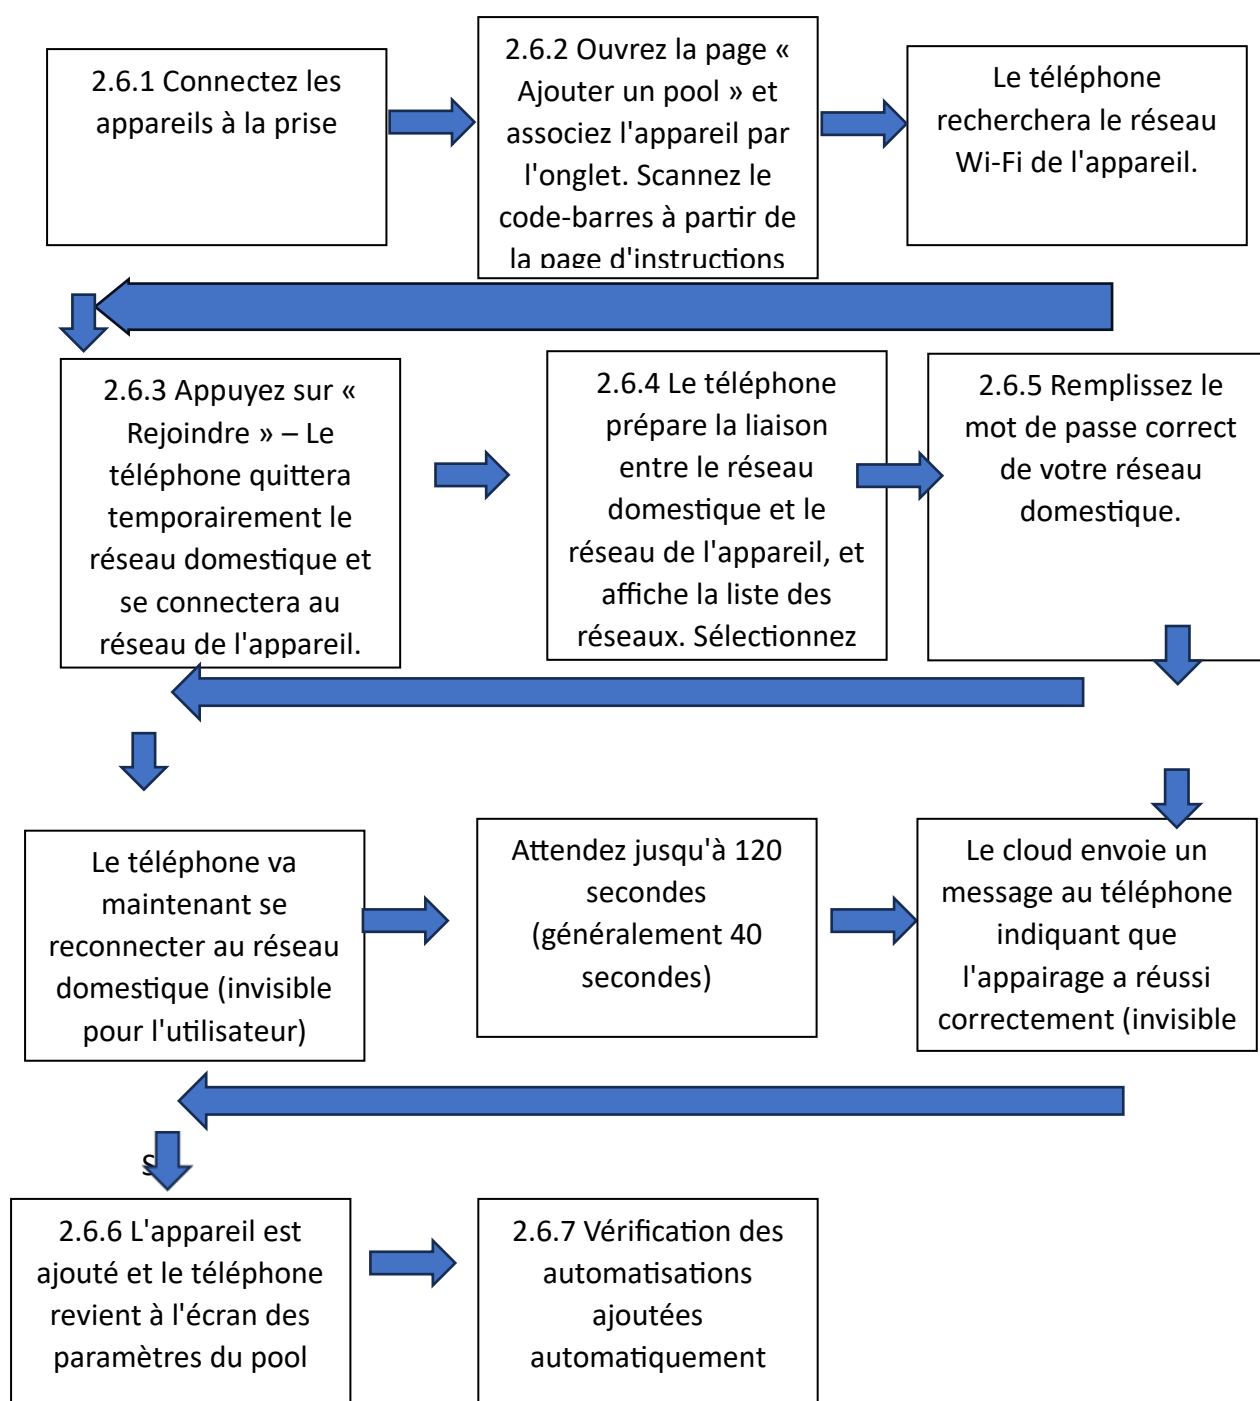 2.6.1 Connectez les
appareils à la prise
2.6.2 Ouvrez la page «
Ajouter un pool » et
associez l'appareil par
l'onglet. Scannez le
code-barres à partir de
la page d'instructions
Le téléphone
recherchera le réseau
Wi-Fi de l'appareil.
2.6.3 Appuyez sur «
Rejoindre » – Le
téléphone quittera
temporairement le
réseau domestique et
se connectera au
réseau de l'appareil.
2.6.4 Le téléphone
prépare la liaison
entre le réseau
domestique et le
réseau de l'appareil, et
affiche la liste des
réseaux. Sélectionnez
2.6.5 Remplissez le
mot de passe correct
de votre réseau
domestique.
Le téléphone va
maintenant se
reconnecter au réseau
domestique (invisible
pour l'utilisateur)
Attendez jusqu'à 120
secondes
(généralement 40
secondes)
Le cloud envoie un
message au téléphone
indiquant que
l'appairage a réussi
correctement (invisible
2.6.6 L'appareil est
ajouté et le téléphone
revient à l'écran des
paramètres du pool
2.6.7 Vérification des
automatisations
ajoutées
automatiquement